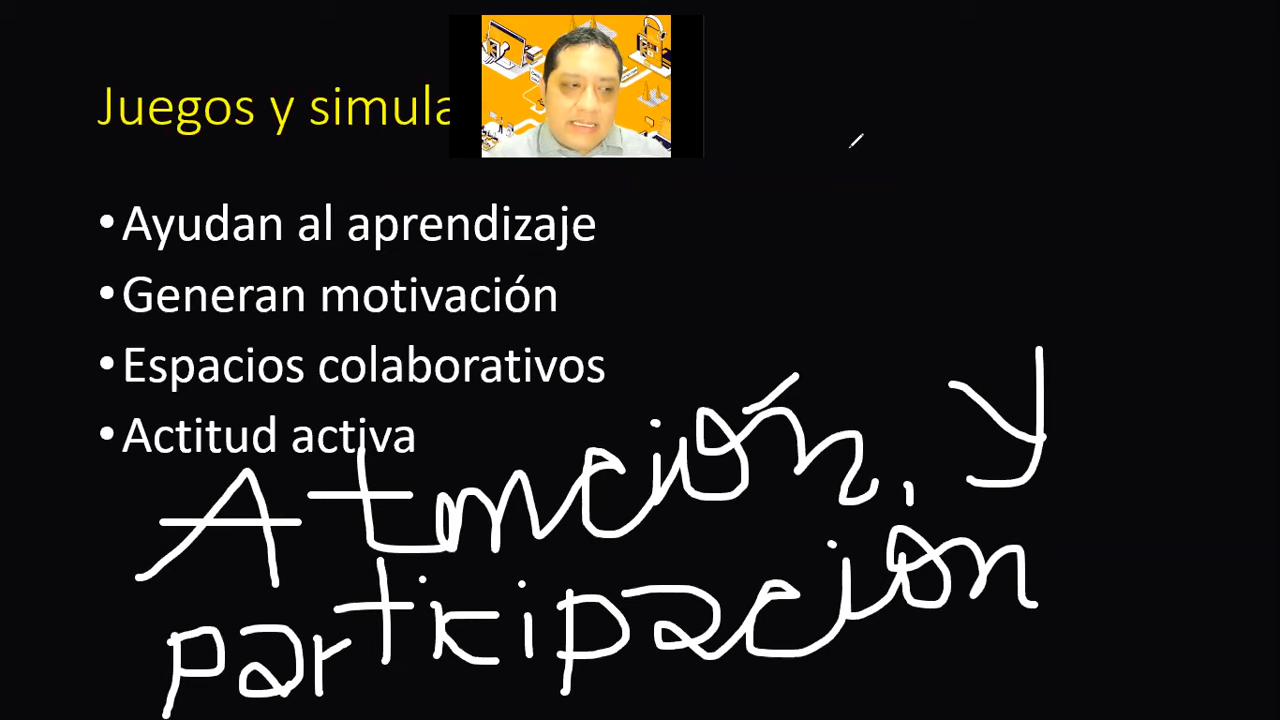 Juegos y simula
•Ayudan al aprendizaje
•Generan motivación
•Espacios colaborativos
•Actitud activa
Atención, y
participación